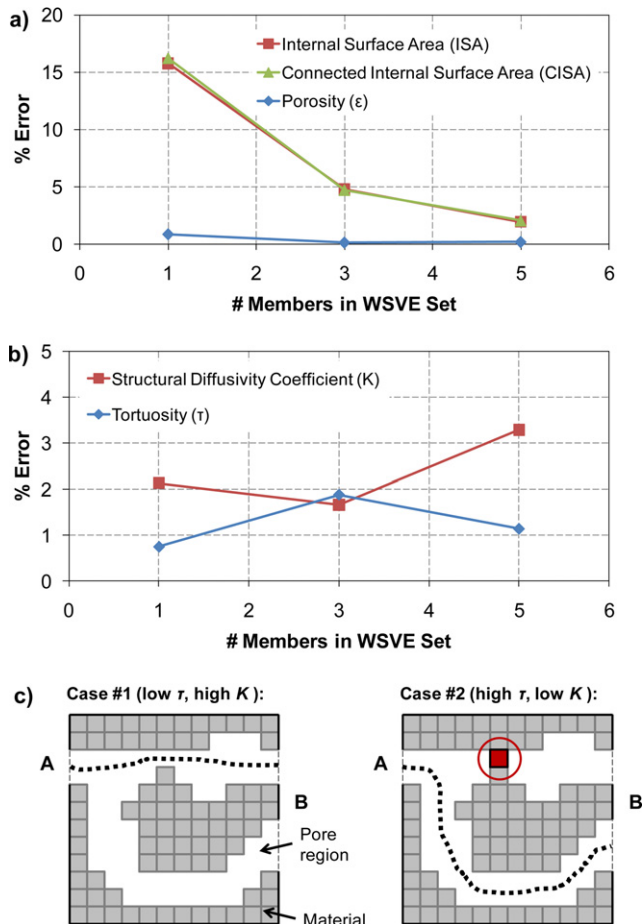 a)
20
15
10
5
0
% Error
Internal Surface Area (ISA)
Connected Internal Surface Area (CISA)
Porosity (ε)
0 1 2 3 4 5 6
# Members in WSVE Set
b)
5
4
3
2
1
0
% Error
Structural Diffusivity Coefficient (K)
Tortuosity (τ)
0 1 2 3 4 5 6
# Members in WSVE Set
c)
Case #1 (low τ, high K):
A
B
Pore
region
Material
Case #2 (high τ, low K):
A
B